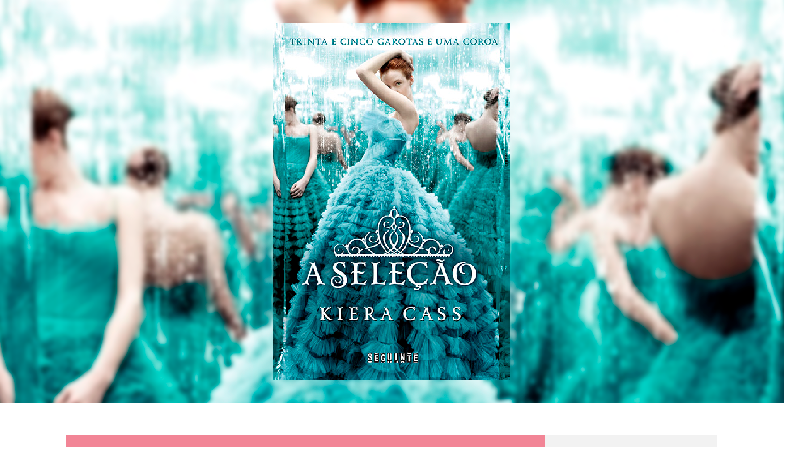 TRINTA E CINCO GAROTAS E UMA COROA
A SELEÇÃO
KIERA CASS
SEGUINTE